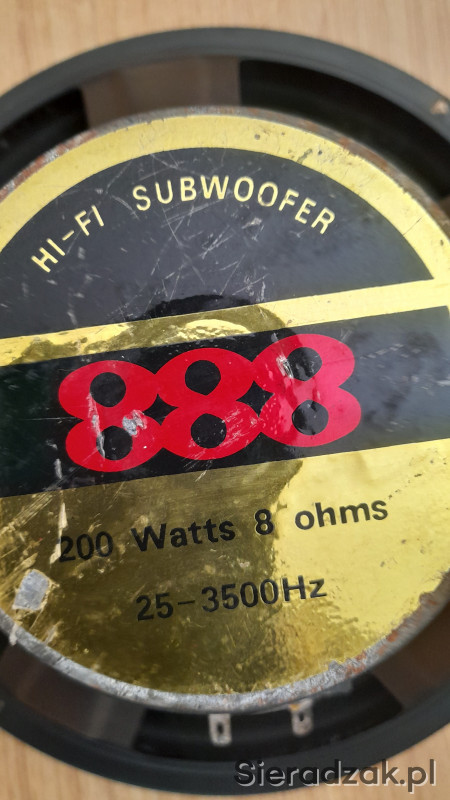 HI-FI SUBWOOFER
888
200 Watts 8 ohms
25-3500Hz
Sieradzak.pl